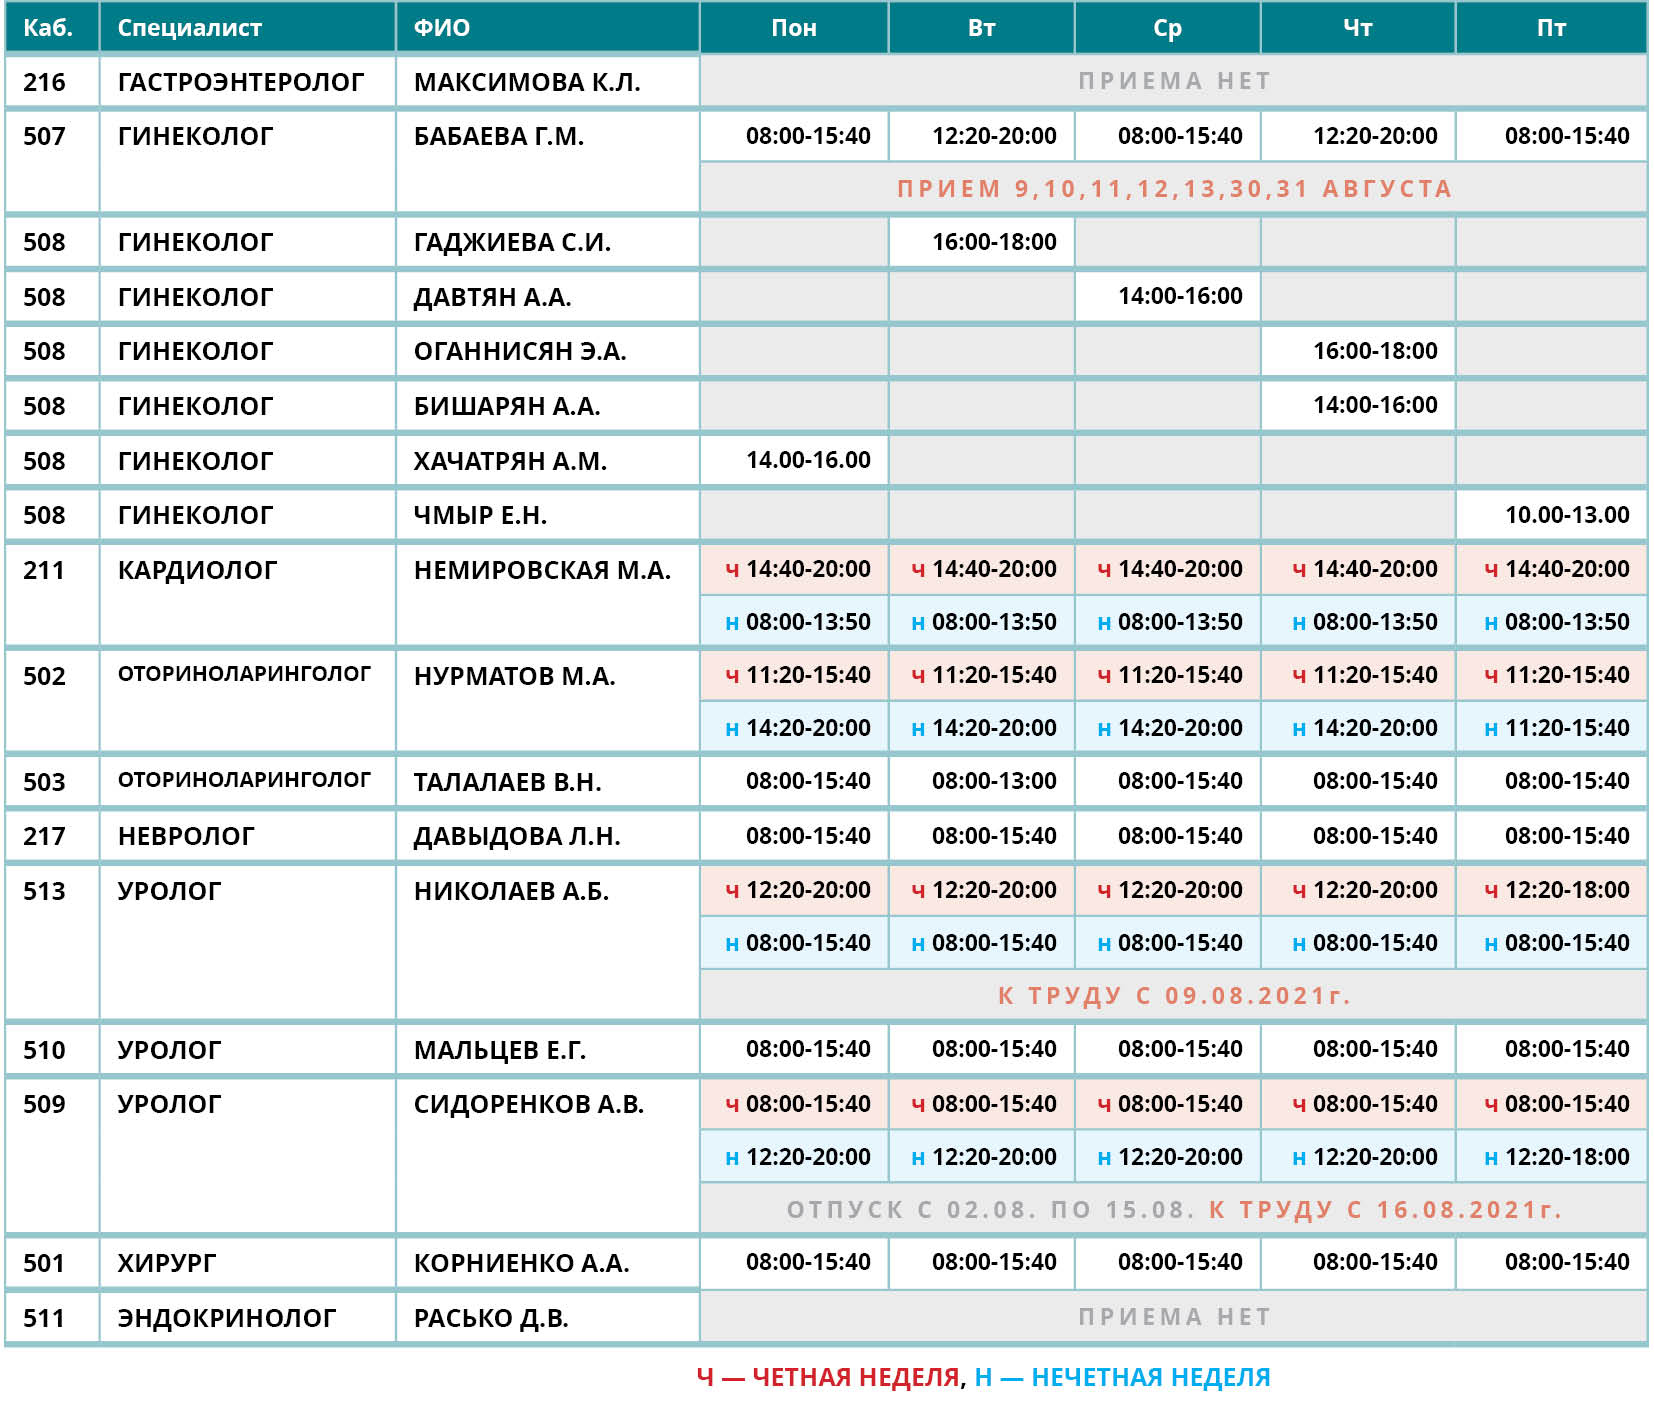 Каб. Специалист ФИО Пон Вт Ср Чт Пт
216 ГАСТРОЭНТЕРОЛОГ МАКСИМОВА К.Л. ПРИЕМА НЕТ
507 ГИНЕКОЛОГ БАБАЕВА Г.М. 08:00-15:40 12:20-20:00 08:00-15:40 12:20-20:00 08:00-15:40
ПРИЕМ 9,10,11,12,13,30,31 АВГУСТА
508 ГИНЕКОЛОГ ГАДЖИЕВА С.И. 16:00-18:00
508 ГИНЕКОЛОГ ДАВТЯН А.А. 14:00-16:00
508 ГИНЕКОЛОГ ОГАННИСЯН Э.А. 16:00-18:00
508 ГИНЕКОЛОГ БИШАРЯН А.А. 14:00-16:00
508 ГИНЕКОЛОГ ХАЧАТРЯН А.М. 14.00-16.00
508 ГИНЕКОЛОГ ЧМЫР Е.Н. 10.00-13.00
211 КАРДИОЛОГ НЕМИРОВСКАЯ М.А. ч 14:40-20:00 ч 14:40-20:00 ч 14:40-20:00 ч 14:40-20:00 ч 14:40-20:00
н 08:00-13:50 н 08:00-13:50 н 08:00-13:50 н 08:00-13:50 н 08:00-13:50
502 ОТОРИНОЛАРИНГОЛОГ НУРМАТОВ М.А. ч 11:20-15:40 ч 11:20-15:40 ч 11:20-15:40 ч 11:20-15:40 ч 11:20-15:40
н 14:20-20:00 н 14:20-20:00 н 14:20-20:00 н 14:20-20:00 н 11:20-15:40
503 ОТОРИНОЛАРИНГОЛОГ ТАЛАЛАЕВ В.Н. 08:00-15:40 08:00-13:00 08:00-15:40 08:00-15:40 08:00-15:40
217 НЕВРОЛОГ ДАВЫДОВА Л.Н. 08:00-15:40 08:00-15:40 08:00-15:40 08:00-15:40 08:00-15:40
513 УРОЛОГ НИКОЛАЕВ А.Б. ч 12:20-20:00 ч 12:20-20:00 ч 12:20-20:00 ч 12:20-20:00 ч 12:20-18:00
н 08:00-15:40 н 08:00-15:40 н 08:00-15:40 н 08:00-15:40 н 08:00-15:40
К ТРУДУ С 09.08.2021г.
510 УРОЛОГ МАЛЬЦЕВ Е.Г. 08:00-15:40 08:00-15:40 08:00-15:40 08:00-15:40 08:00-15:40
509 УРОЛОГ СИДОРЕНКОВ А.В. ч 08:00-15:40 ч 08:00-15:40 ч 08:00-15:40 ч 08:00-15:40 ч 08:00-15:40
н 12:20-20:00 н 12:20-20:00 н 12:20-20:00 н 12:20-20:00 н 12:20-18:00
ОТПУСК С 02.08. ПО 15.08. К ТРУДУ С 16.08.2021г.
501 ХИРУРГ КОРНИЕНКО А.А. 08:00-15:40 08:00-15:40 08:00-15:40 08:00-15:40 08:00-15:40
511 ЭНДОКРИНОЛОГ РАСЬКО Д.В. ПРИЕМА НЕТ
Ч — ЧЕТНАЯ НЕДЕЛЯ, Н — НЕЧЕТНАЯ НЕДЕЛЯ